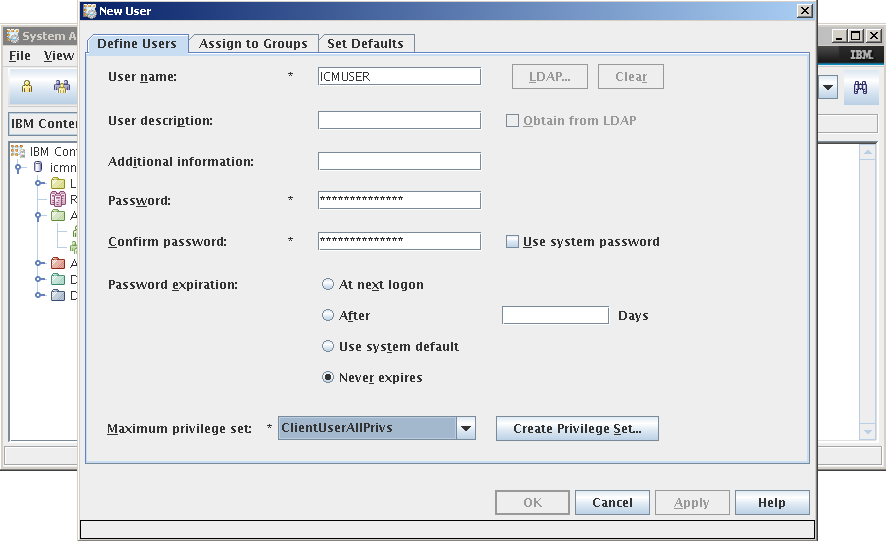 New User
System A
File View
IBM.
Define Users Assign to Groups Set Defaults
User name: * ICMUSER LDAP... Clear
User description: Obtain from LDAP
Additional information:
Password: * **************
Confirm password: * ************** Use system password
Password expiration: At next logon
After Days
Use system default
Never expires
Maximum privilege set: * ClientUserAllPrivs Create Privilege Set...
OK Cancel Apply Help
IBM Conte
IBM Con
icmn
L
R
A
A
D
D